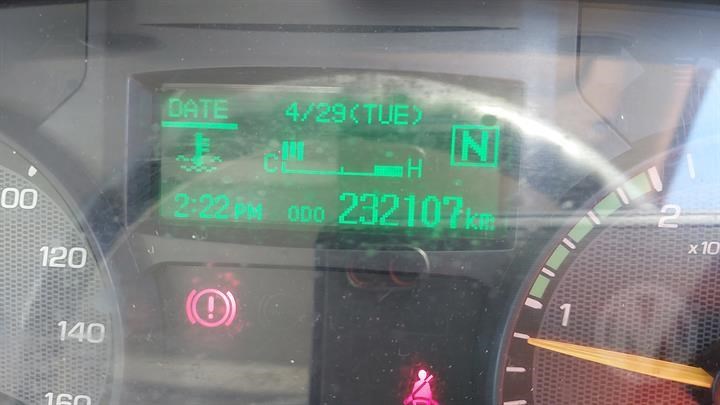 DATE 4/29(TUE)
C H N
2:22PM ODO 232107km
00
120
140
160
1
2
x10